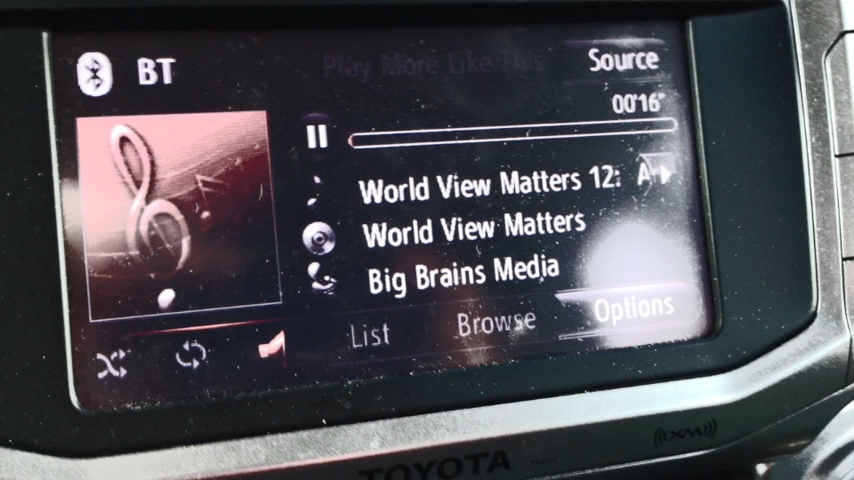 BT
Play More Like This
Source
00'16"
World View Matters 12: A
World View Matters
Big Brains Media
List
Browse
Options
XM
TOYOTA